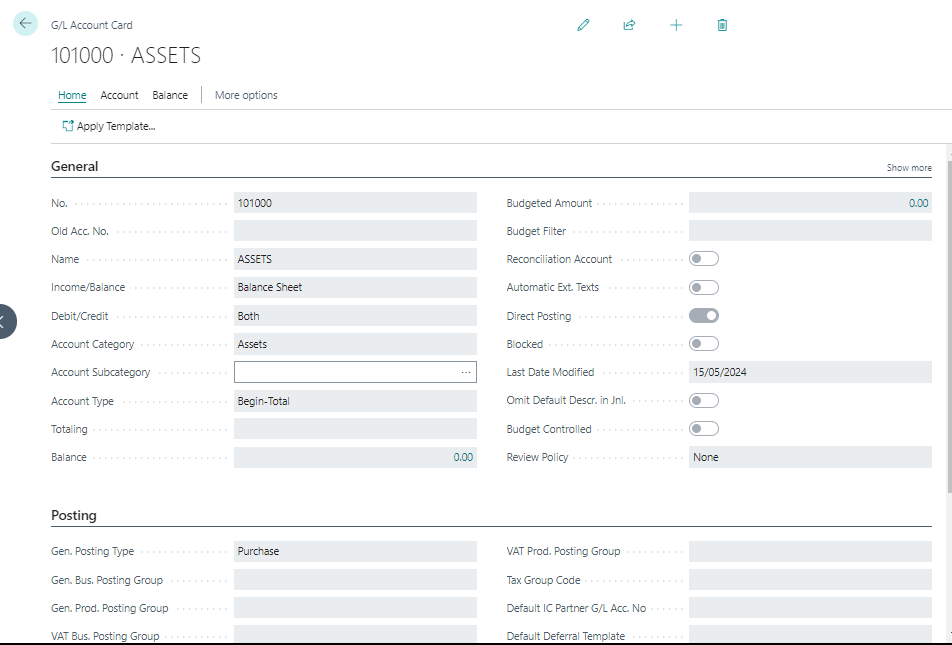 G/L Account Card
101000 · ASSETS
Home Account Balance More options
Apply Template...
General Show more
No. 101000
Old Acc. No.
Name ASSETS
Income/Balance Balance Sheet
Debit/Credit Both
Account Category Assets
Account Subcategory ...
Account Type Begin-Total
Totaling
Balance 0.00
Budgeted Amount 0.00
Budget Filter
Reconciliation Account
Automatic Ext. Texts
Direct Posting
Blocked
Last Date Modified 15/05/2024
Omit Default Descr. in Jnl.
Budget Controlled
Review Policy None
Posting
Gen. Posting Type Purchase
Gen. Bus. Posting Group
Gen. Prod. Posting Group
VAT Bus. Posting Group
VAT Prod. Posting Group
Tax Group Code
Default IC Partner G/L Acc. No
Default Deferral Template